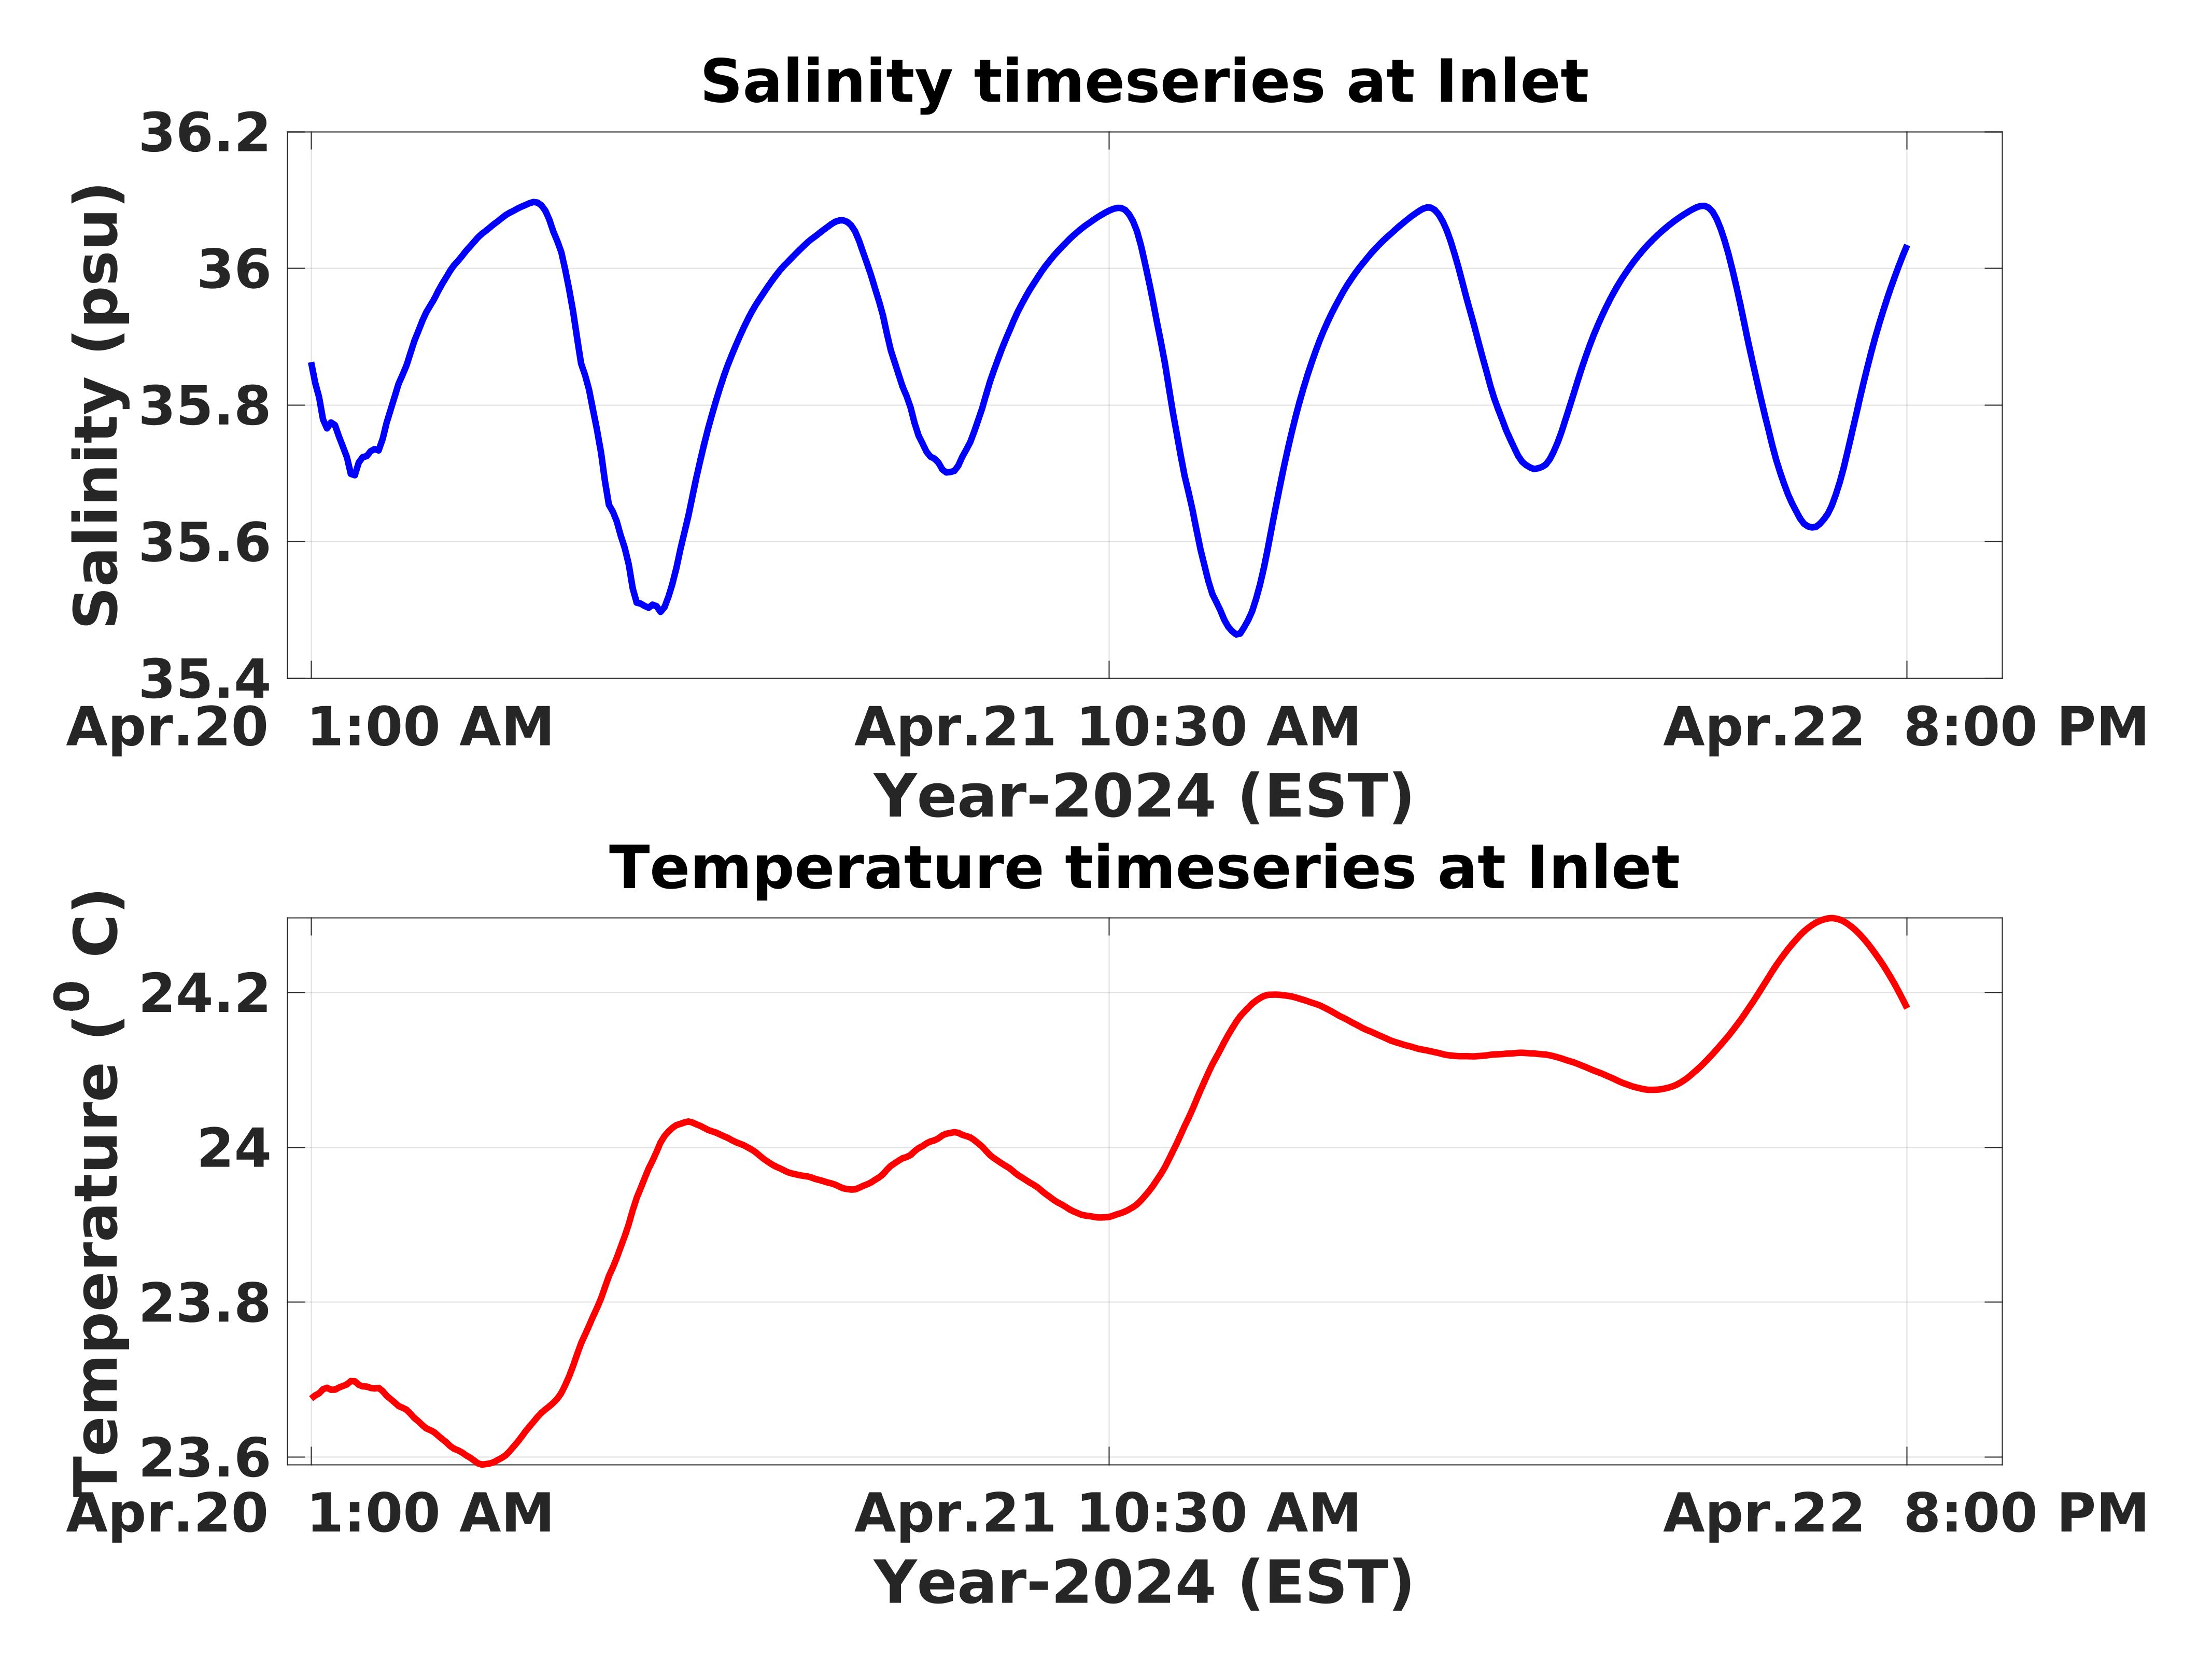 Salinity timeseries at Inlet
Salinity (psu)
36.2
36
35.8
35.6
35.4
Apr.20  1:00 AM
Apr.21 10:30 AM
Apr.22  8:00 PM
Year-2024 (EST)
Temperature timeseries at Inlet
Temperature (⁰ C)
24.2
24
23.8
23.6
Apr.20  1:00 AM
Apr.21 10:30 AM
Apr.22  8:00 PM
Year-2024 (EST)